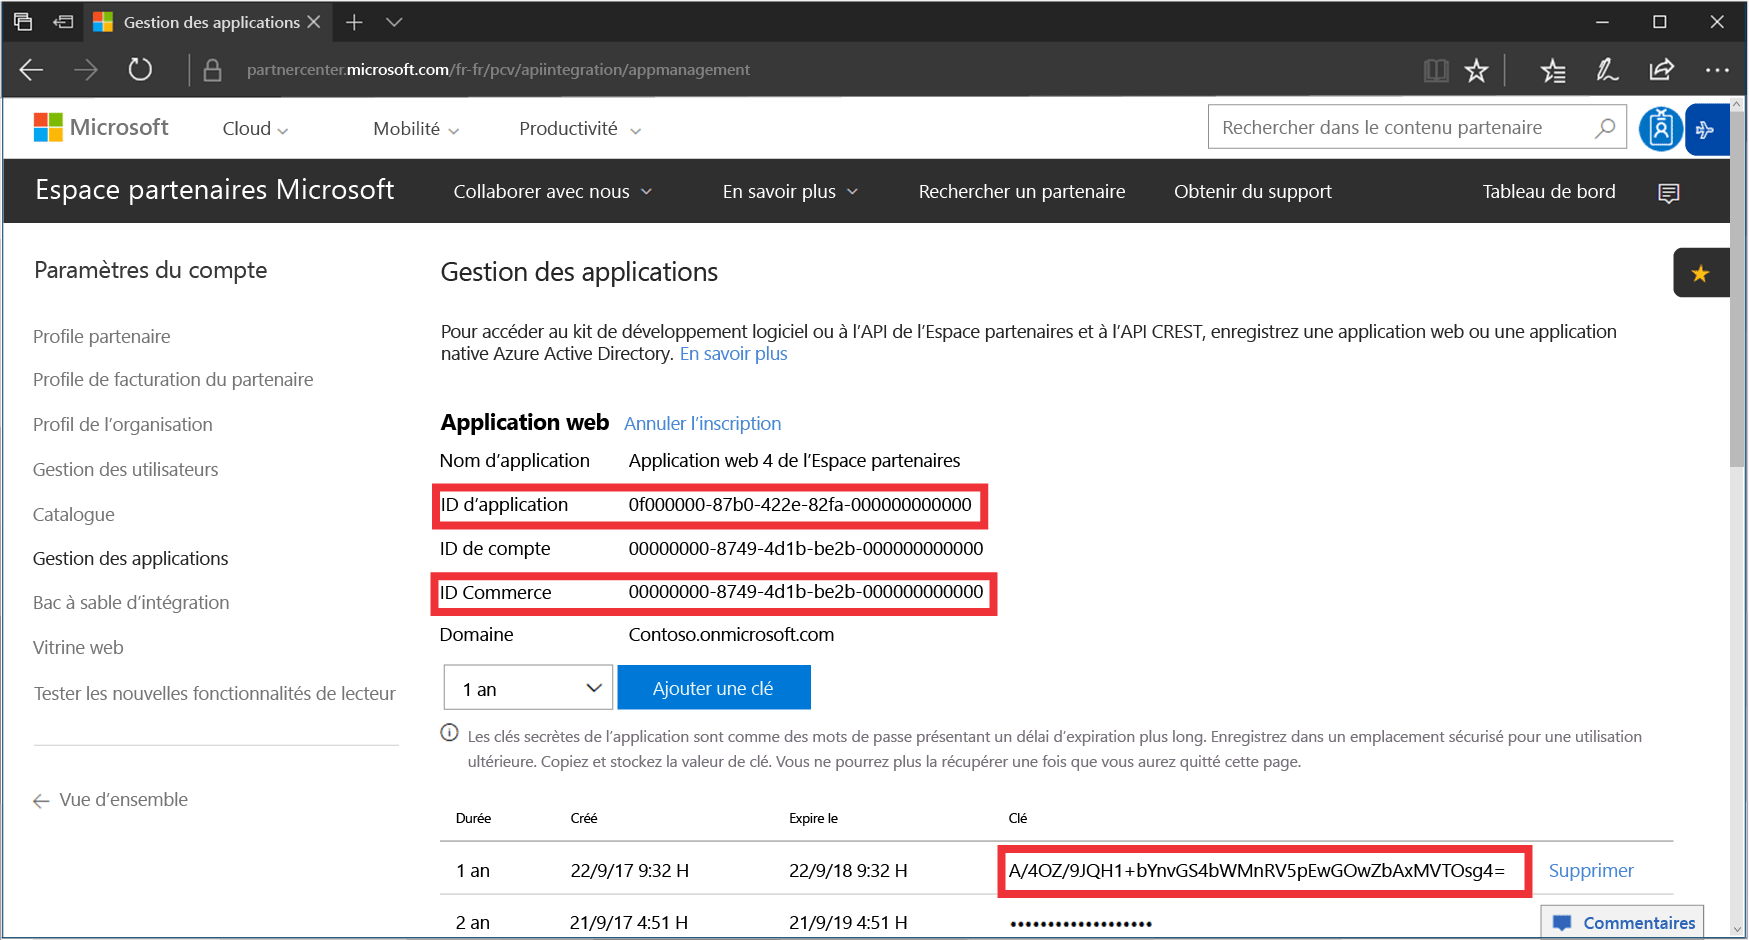 Gestion des applications
partnercenter.microsoft.com/fr-fr/pcv/apiintegration/appmanagement
Microsoft Cloud Mobilité Productivité Rechercher dans le contenu partenaire
Espace partenaires Microsoft Collaborer avec nous En savoir plus Rechercher un partenaire Obtenir du support Tableau de bord
Paramètres du compte
Profile partenaire
Profile de facturation du partenaire
Profil de l’organisation
Gestion des utilisateurs
Catalogue
Gestion des applications
Bac à sable d’intégration
Vitrine web
Tester les nouvelles fonctionnalités de lecteur
Vue d’ensemble
Gestion des applications
Pour accéder au kit de développement logiciel ou à l’API de l’Espace partenaires et à l’API CREST, enregistrez une application web ou une application
native Azure Active Directory. En savoir plus
Application web Annuler l’inscription
Nom d’application Application web 4 de l’Espace partenaires
ID d’application 0f000000-87b0-422e-82fa-000000000000
ID de compte 00000000-8749-4d1b-be2b-000000000000
ID Commerce 00000000-8749-4d1b-be2b-000000000000
Domaine Contoso.onmicrosoft.com
1 an Ajouter une clé
Les clés secrètes de l’application sont comme des mots de passe présentant un délai d’expiration plus long. Enregistrez dans un emplacement sécurisé pour une utilisation
ultérieure. Copiez et stockez la valeur de clé. Vous ne pourrez plus la récupérer une fois que vous aurez quitté cette page.
Durée Créé Expire le Clé
1 an 22/9/17 9:32 H 22/9/18 9:32 H A/4OZ/9JQH1+bYnvGS4bWMnRV5pEwGOwZbAxMVTOsg4= Supprimer
2 an 21/9/17 4:51 H 21/9/19 4:51 H •••••••••••••••••••
Commentaires